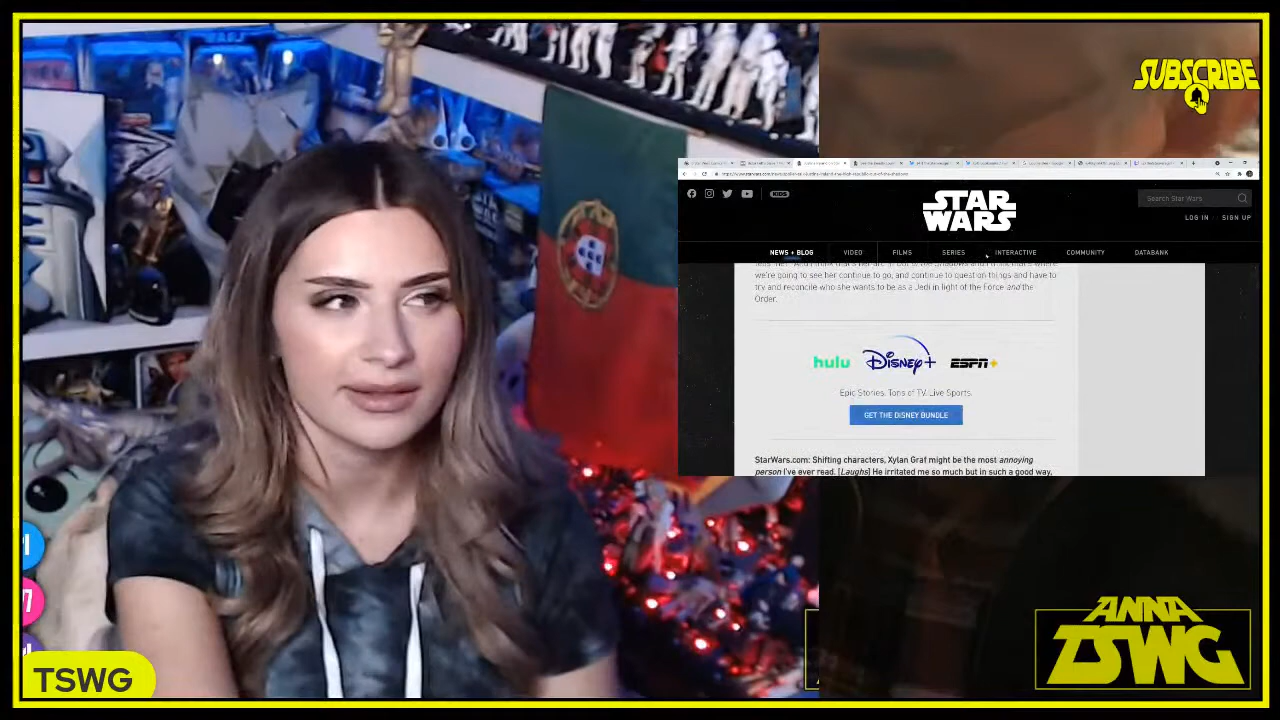 SUBSCRIBE
STAR
WARS
KIDS
Search Star Wars
LOG IN
SIGN UP
NEWS + BLOG
VIDEO
FILMS
SERIES
INTERACTIVE
COMMUNITY
DATABANK
we're going to see her continue to go, and continue to question things and have to
try and reconcile who she wants to be as a Jedi in light of the Force and the
Order.
hulu
Disney+
ESPN+
Epic Stories. Tons of TV. Live Sports.
GET THE DISNEY BUNDLE
StarWars.com: Shifting characters, Xylan Graf might be the most annoying
person I've ever read. [Laughs] He irritated me so much but in such a good way.
ANNA
TSWG
TSWG